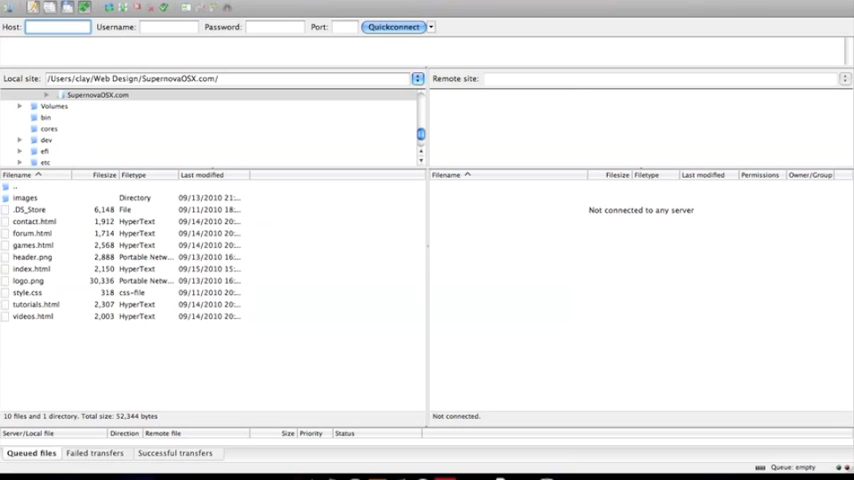 Host: Username: Password: Port: Quickconnect
Local site: /Users/clay/Web Design/SupernovaOSX.com/ Remote site:
SupernovaOSX.com
Volumes
bin
cores
dev
efi
etc
Filename Filesize Filetype Last modified Filename Filesize Filetype Last modified Permissions Owner/Group
..
images Directory 09/13/2010 21:...
.DS_Store 6,148 File 09/11/2010 18:...
Not connected to any server
contact.html 1,912 HyperText 09/14/2010 20:...
forum.html 1,714 HyperText 09/14/2010 20:...
games.html 2,568 HyperText 09/14/2010 20:...
header.png 2,888 Portable Netw... 09/13/2010 16:...
index.html 2,150 HyperText 09/15/2010 15:...
logo.png 30,336 Portable Netw... 09/13/2010 16:...
style.css 318 css-file 09/11/2010 20:...
tutorials.html 2,307 HyperText 09/14/2010 20:...
videos.html 2,003 HyperText 09/14/2010 20:...
10 files and 1 directory. Total size: 52,344 bytes Not connected.
Server/Local file Direction Remote file Size Priority Status
Queued files Failed transfers Successful transfers
Queue: empty